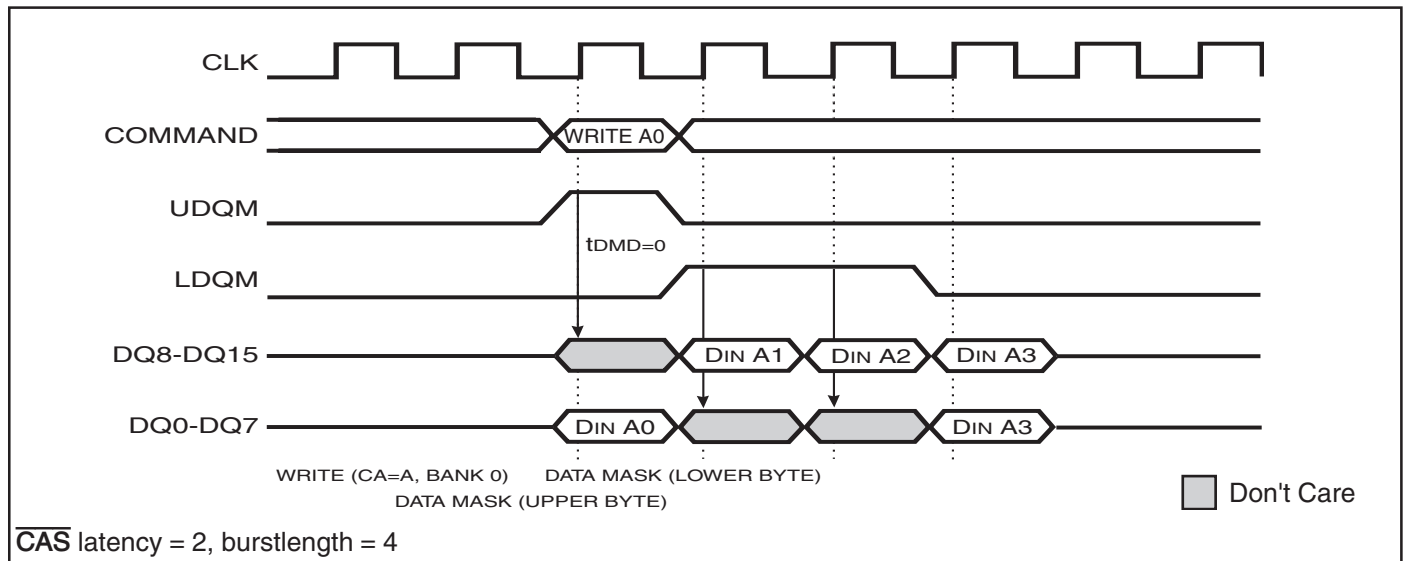 CLK
COMMAND
WRITE A0
UDQM
tDMD=0
LDQM
DQ8-DQ15
DIN A1
DIN A2
DIN A3
DQ0-DQ7
DIN A0
DIN A3
WRITE (CA=A, BANK 0)
DATA MASK (LOWER BYTE)
DATA MASK (UPPER BYTE)
Don't Care
C̅A̅S̅ latency = 2, burstlength = 4